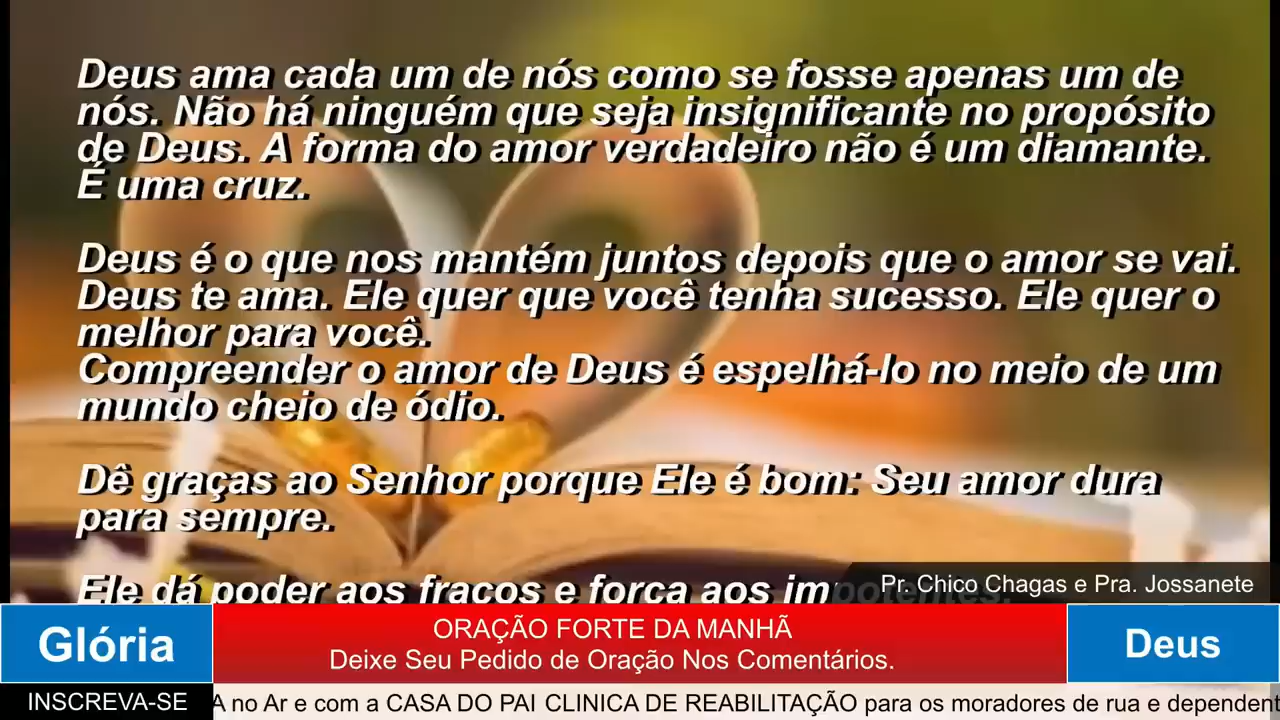 Deus ama cada um de nós como se fosse apenas um de
nós. Não há ninguém que seja insignificante no propósito
de Deus. A forma do amor verdadeiro não é um diamante.
É uma cruz.
Deus é o que nos mantém juntos depois que o amor se vai.
Deus te ama. Ele quer que você tenha sucesso. Ele quer o
melhor para você.
Compreender o amor de Deus é espelhá-lo no meio de um
mundo cheio de ódio.
Dê graças ao Senhor porque Ele é bom: Seu amor dura
para sempre.
Ele dá poder aos fracos e força aos impotentes.
Pr. Chico Chagas e Pra. Jossanete
Glória
ORAÇÃO FORTE DA MANHÃ
Deixe Seu Pedido de Oração Nos Comentários.
Deus
INSCREVA-SE
A no Ar e com a CASA DO PAI CLINICA DE REABILITAÇÃO para os moradores de rua e dependent